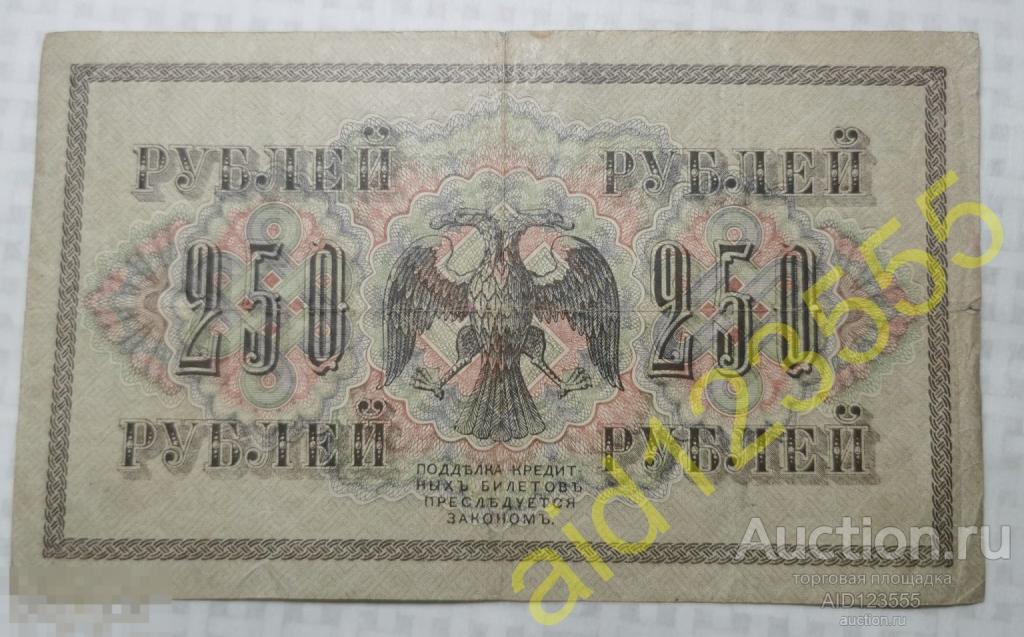 РУБЛЕЙ РУБЛЕЙ
250 250
РУБЛЕЙ РУБЛЕЙ
ПОДДѢЛКА КРЕДИТ-
НЫХЪ БИЛЕТОВЪ
ПРЕСЛѢДУЕТСЯ
ЗАКОНОМЪ.
aid123555
Auction.ru
торговая площадка
AID123555
auction.ru